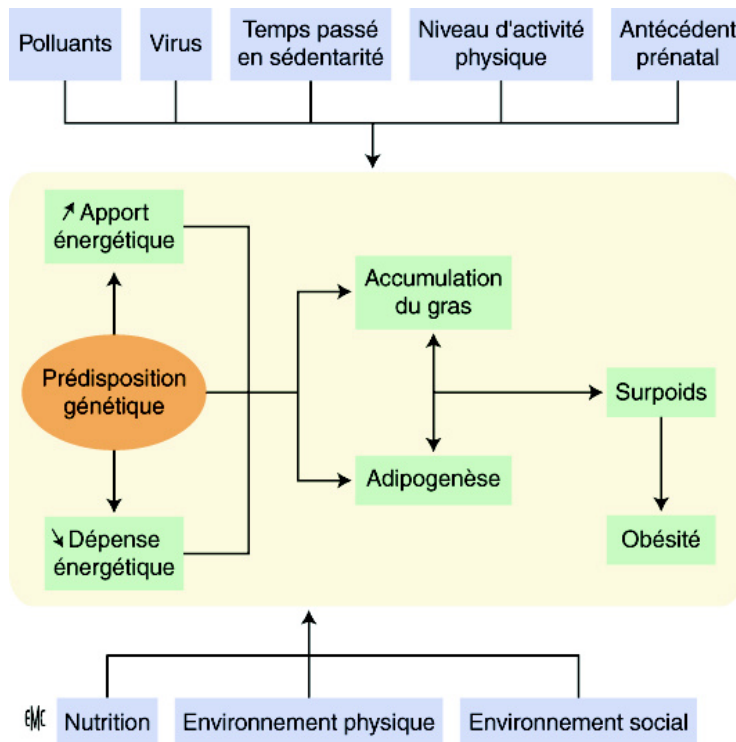 Polluants
Virus
Temps passé
en sédentarité
Niveau d'activité
physique
Antécédent
prénatal
↗ Apport
énergétique
Accumulation
du gras
Prédisposition
génétique
Surpoids
Adipogenèse
↘ Dépense
énergétique
Obésité
EMC
Nutrition
Environnement physique
Environnement social